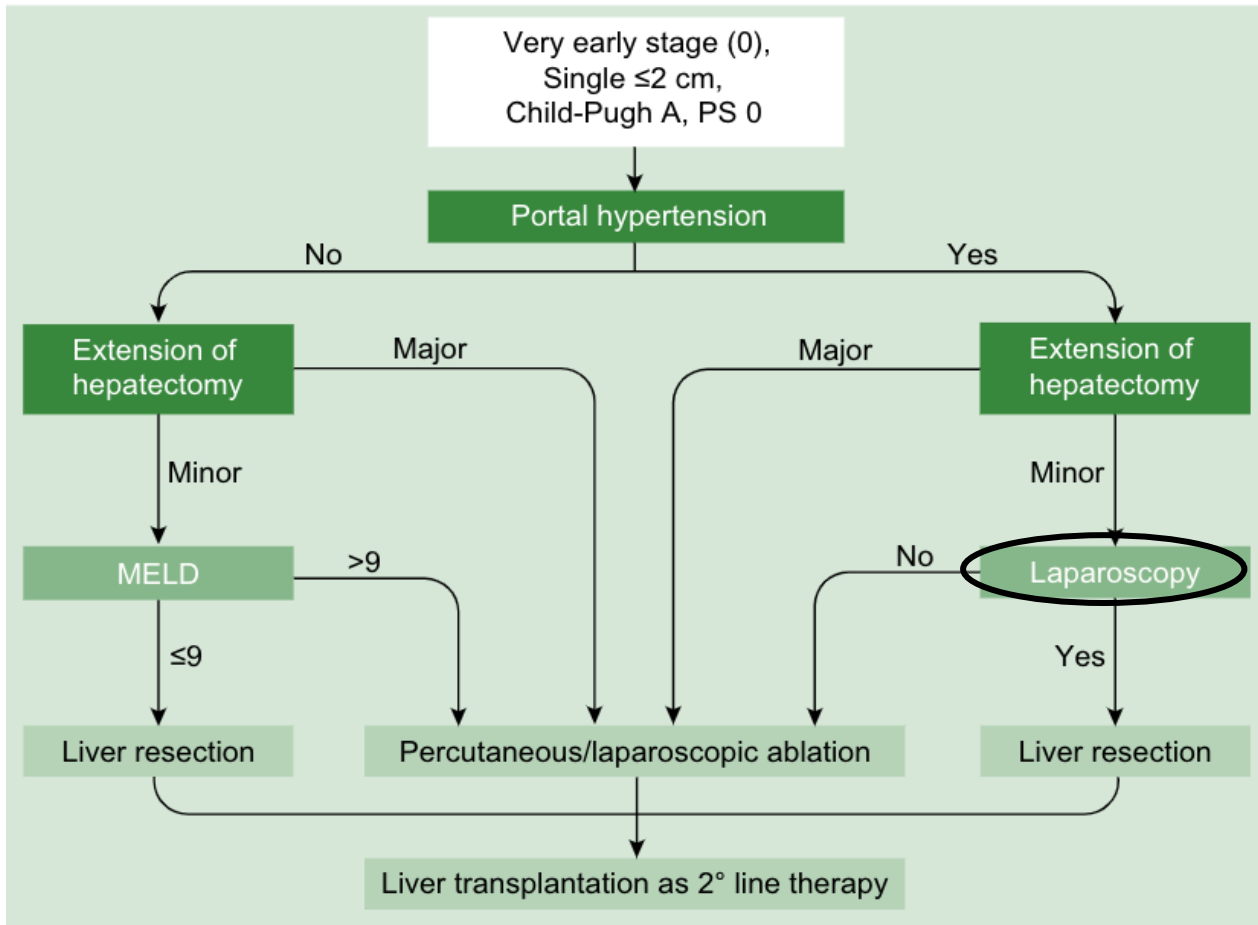 Very early stage (0),
Single ≤2 cm,
Child-Pugh A, PS 0
Portal hypertension
No
Yes
Extension of
hepatectomy
Major
Major
Extension of
hepatectomy
Minor
Minor
MELD
>9
No
Laparoscopy
≤9
Yes
Liver resection
Percutaneous/laparoscopic ablation
Liver resection
Liver transplantation as 2° line therapy